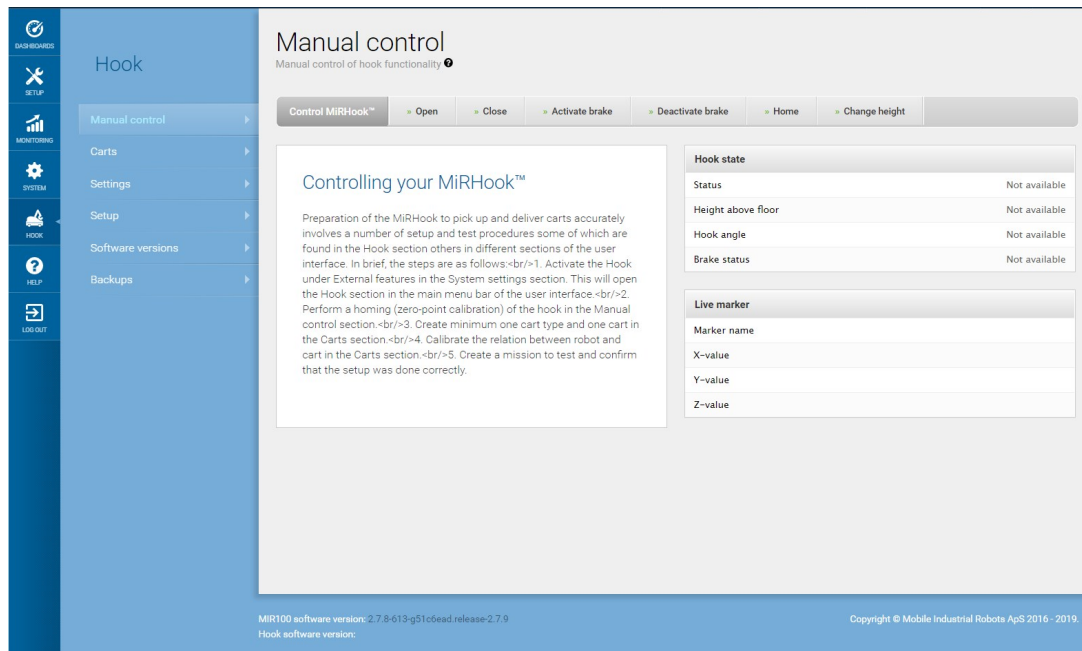 DASHBOARDS
SETUP
MONITORING
SYSTEM
HOOK
HELP
LOG OUT
Hook
Manual control
Carts
Settings
Setup
Software versions
Backups
Manual control
Manual control of hook functionality ?
Control MiRHook™
» Open
» Close
» Activate brake
» Deactivate brake
» Home
» Change height
Controlling your MiRHook™
Preparation of the MiRHook to pick up and deliver carts accurately
involves a number of setup and test procedures some of which are
found in the Hook section others in different sections of the user
interface. In brief, the steps are as follows:<br/>1. Activate the Hook
under External features in the System settings section. This will open
the Hook section in the main menu bar of the user interface.<br/>2.
Perform a homing (zero-point calibration) of the hook in the Manual
control section.<br/>3. Create minimum one cart type and one cart in
the Carts section.<br/>4. Calibrate the relation between robot and
cart in the Carts section.<br/>5. Create a mission to test and confirm
that the setup was done correctly.
Hook state
Status Not available
Height above floor Not available
Hook angle Not available
Brake status Not available
Live marker
Marker name
X-value
Y-value
Z-value
MIR100 software version: 2.7.8-613-g51c6ead.release-2.7.9
Hook software version:
Copyright © Mobile Industrial Robots ApS 2016 - 2019.